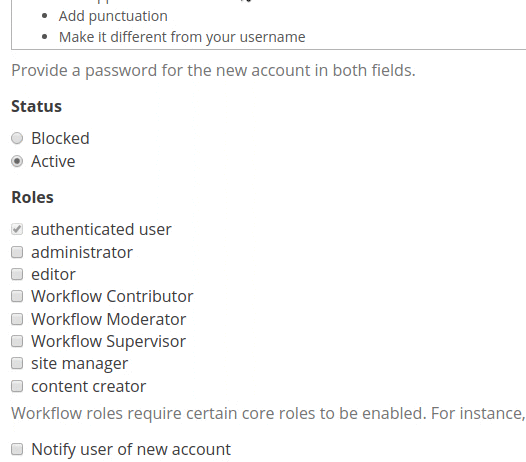 Add punctuation
Make it different from your username
Provide a password for the new account in both fields.
Status
Blocked
Active
Roles
authenticated user
administrator
editor
Workflow Contributor
Workflow Moderator
Workflow Supervisor
site manager
content creator
Workflow roles require certain core roles to be enabled. For instance,
Notify user of new account